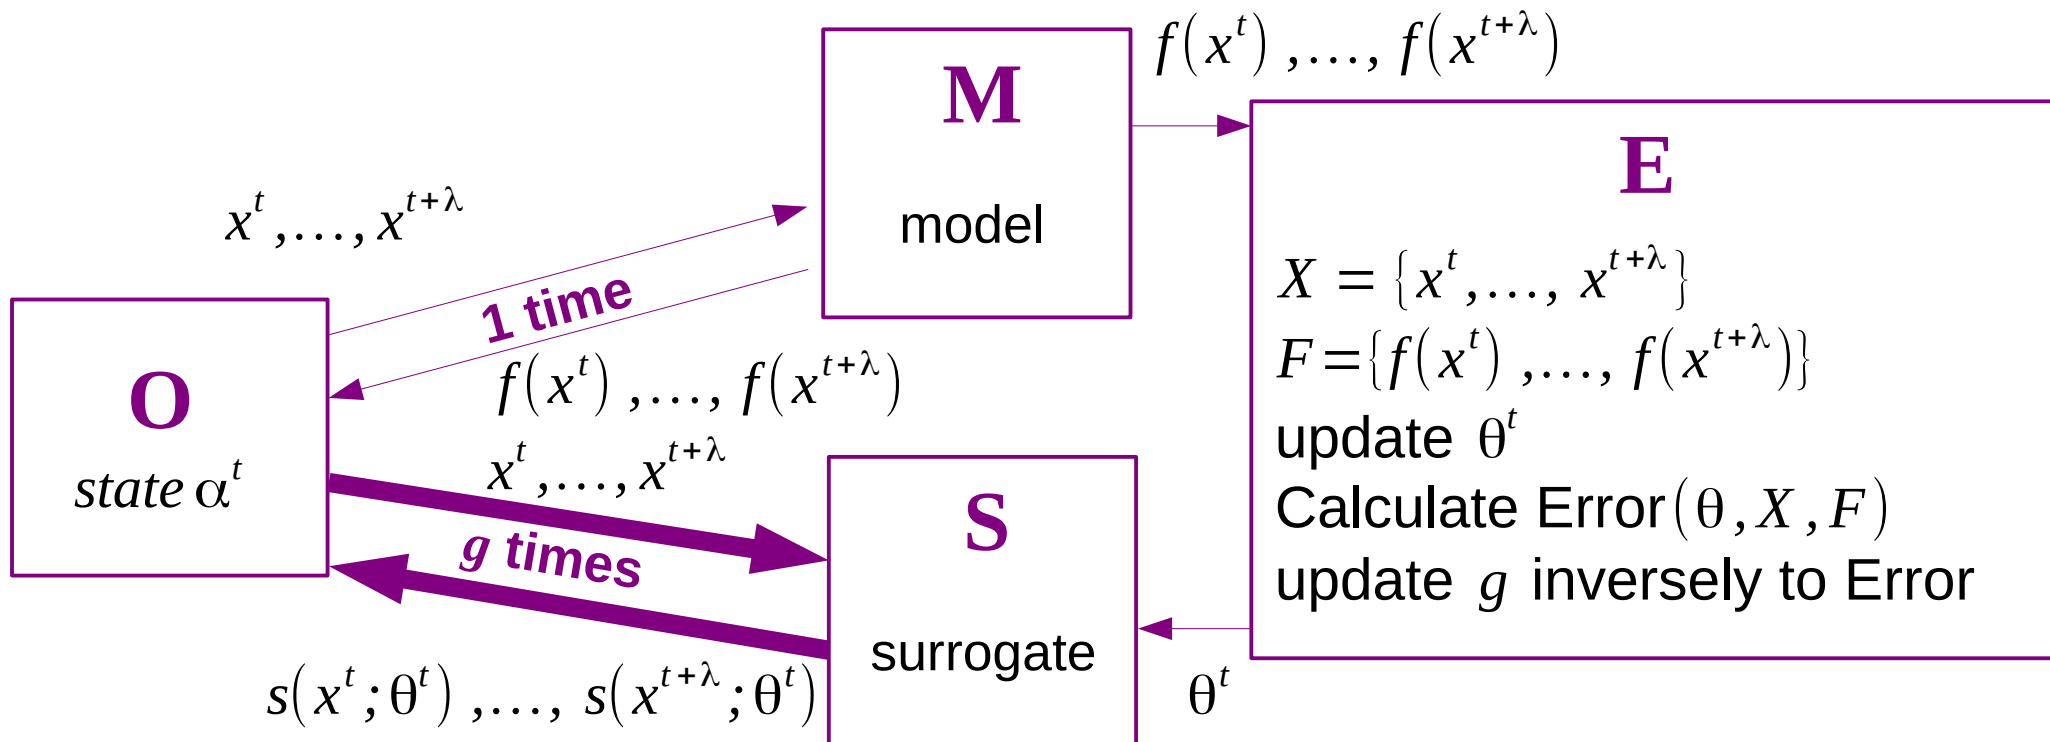 M
model
f(x^t) ,…, f(x^{t+λ})
E
X = {x^t,…, x^{t+λ}}
F={f(x^t) ,…, f(x^{t+λ})}
update θ^t
Calculate Error(θ, X, F)
update g inversely to Error
x^t,…, x^{t+λ}
1 time
f(x^t) ,…, f(x^{t+λ})
O
state α^t
x^t,…, x^{t+λ}
g times
s(x^t;θ^t) ,…, s(x^{t+λ};θ^t)
S
surrogate
θ^t